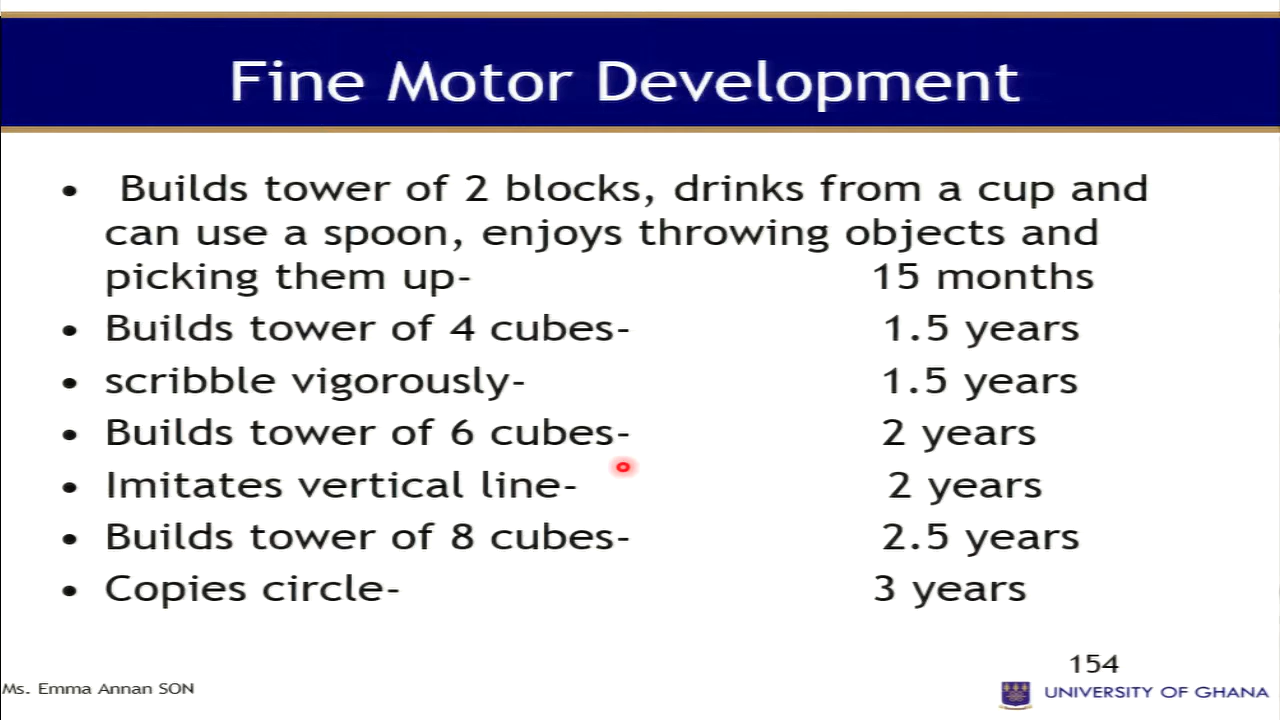 Fine Motor Development
• Builds tower of 2 blocks, drinks from a cup and
can use a spoon, enjoys throwing objects and
picking them up- 15 months
• Builds tower of 4 cubes- 1.5 years
• scribble vigorously- 1.5 years
• Builds tower of 6 cubes- 2 years
• Imitates vertical line- 2 years
• Builds tower of 8 cubes- 2.5 years
• Copies circle- 3 years
154
Ms. Emma Annan SON
UNIVERSITY OF GHANA